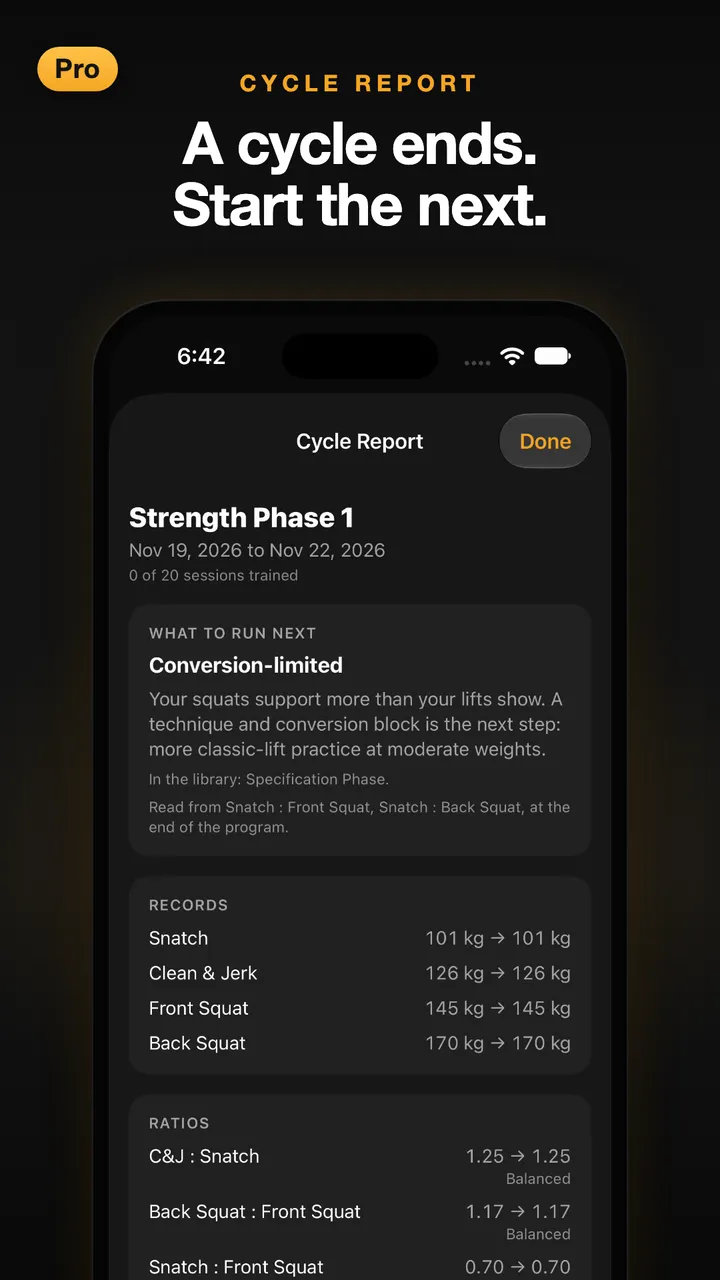 Pro
CYCLE REPORT
A cycle ends.
Start the next.
6:42
Cycle Report
Done
Strength Phase 1
Nov 19, 2026 to Nov 22, 2026
0 of 20 sessions trained
WHAT TO RUN NEXT
Conversion-limited
Your squats support more than your lifts show. A
technique and conversion block is the next step:
more classic-lift practice at moderate weights.
In the library: Specification Phase.
Read from Snatch : Front Squat, Snatch : Back Squat, at the
end of the program.
RECORDS
Snatch 101 kg → 101 kg
Clean & Jerk 126 kg → 126 kg
Front Squat 145 kg → 145 kg
Back Squat 170 kg → 170 kg
RATIOS
C&J : Snatch 1.25 → 1.25
Balanced
Back Squat : Front Squat 1.17 → 1.17
Balanced
Snatch : Front Squat 0.70 → 0.70